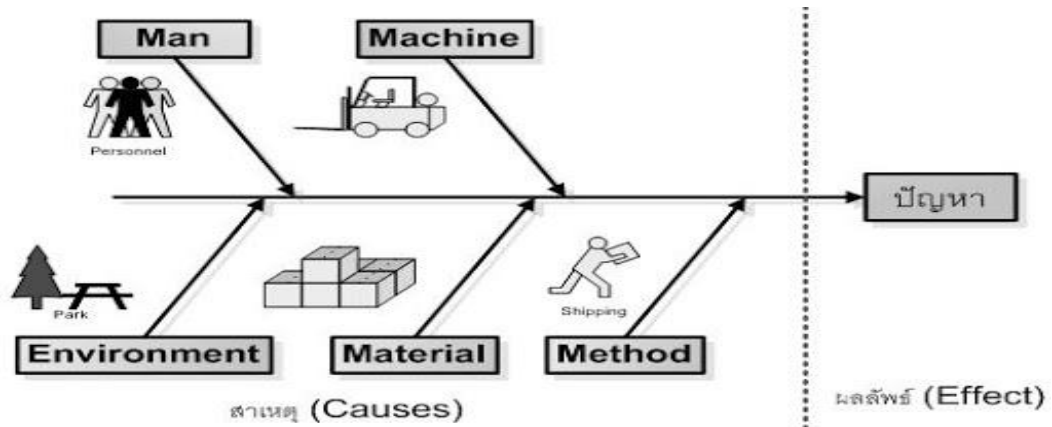 Man
Machine
Personnel
ปัญหา
Park
Shipping
Environment
Material
Method
สาเหตุ (Causes)
ผลลัพธ์ (Effect)